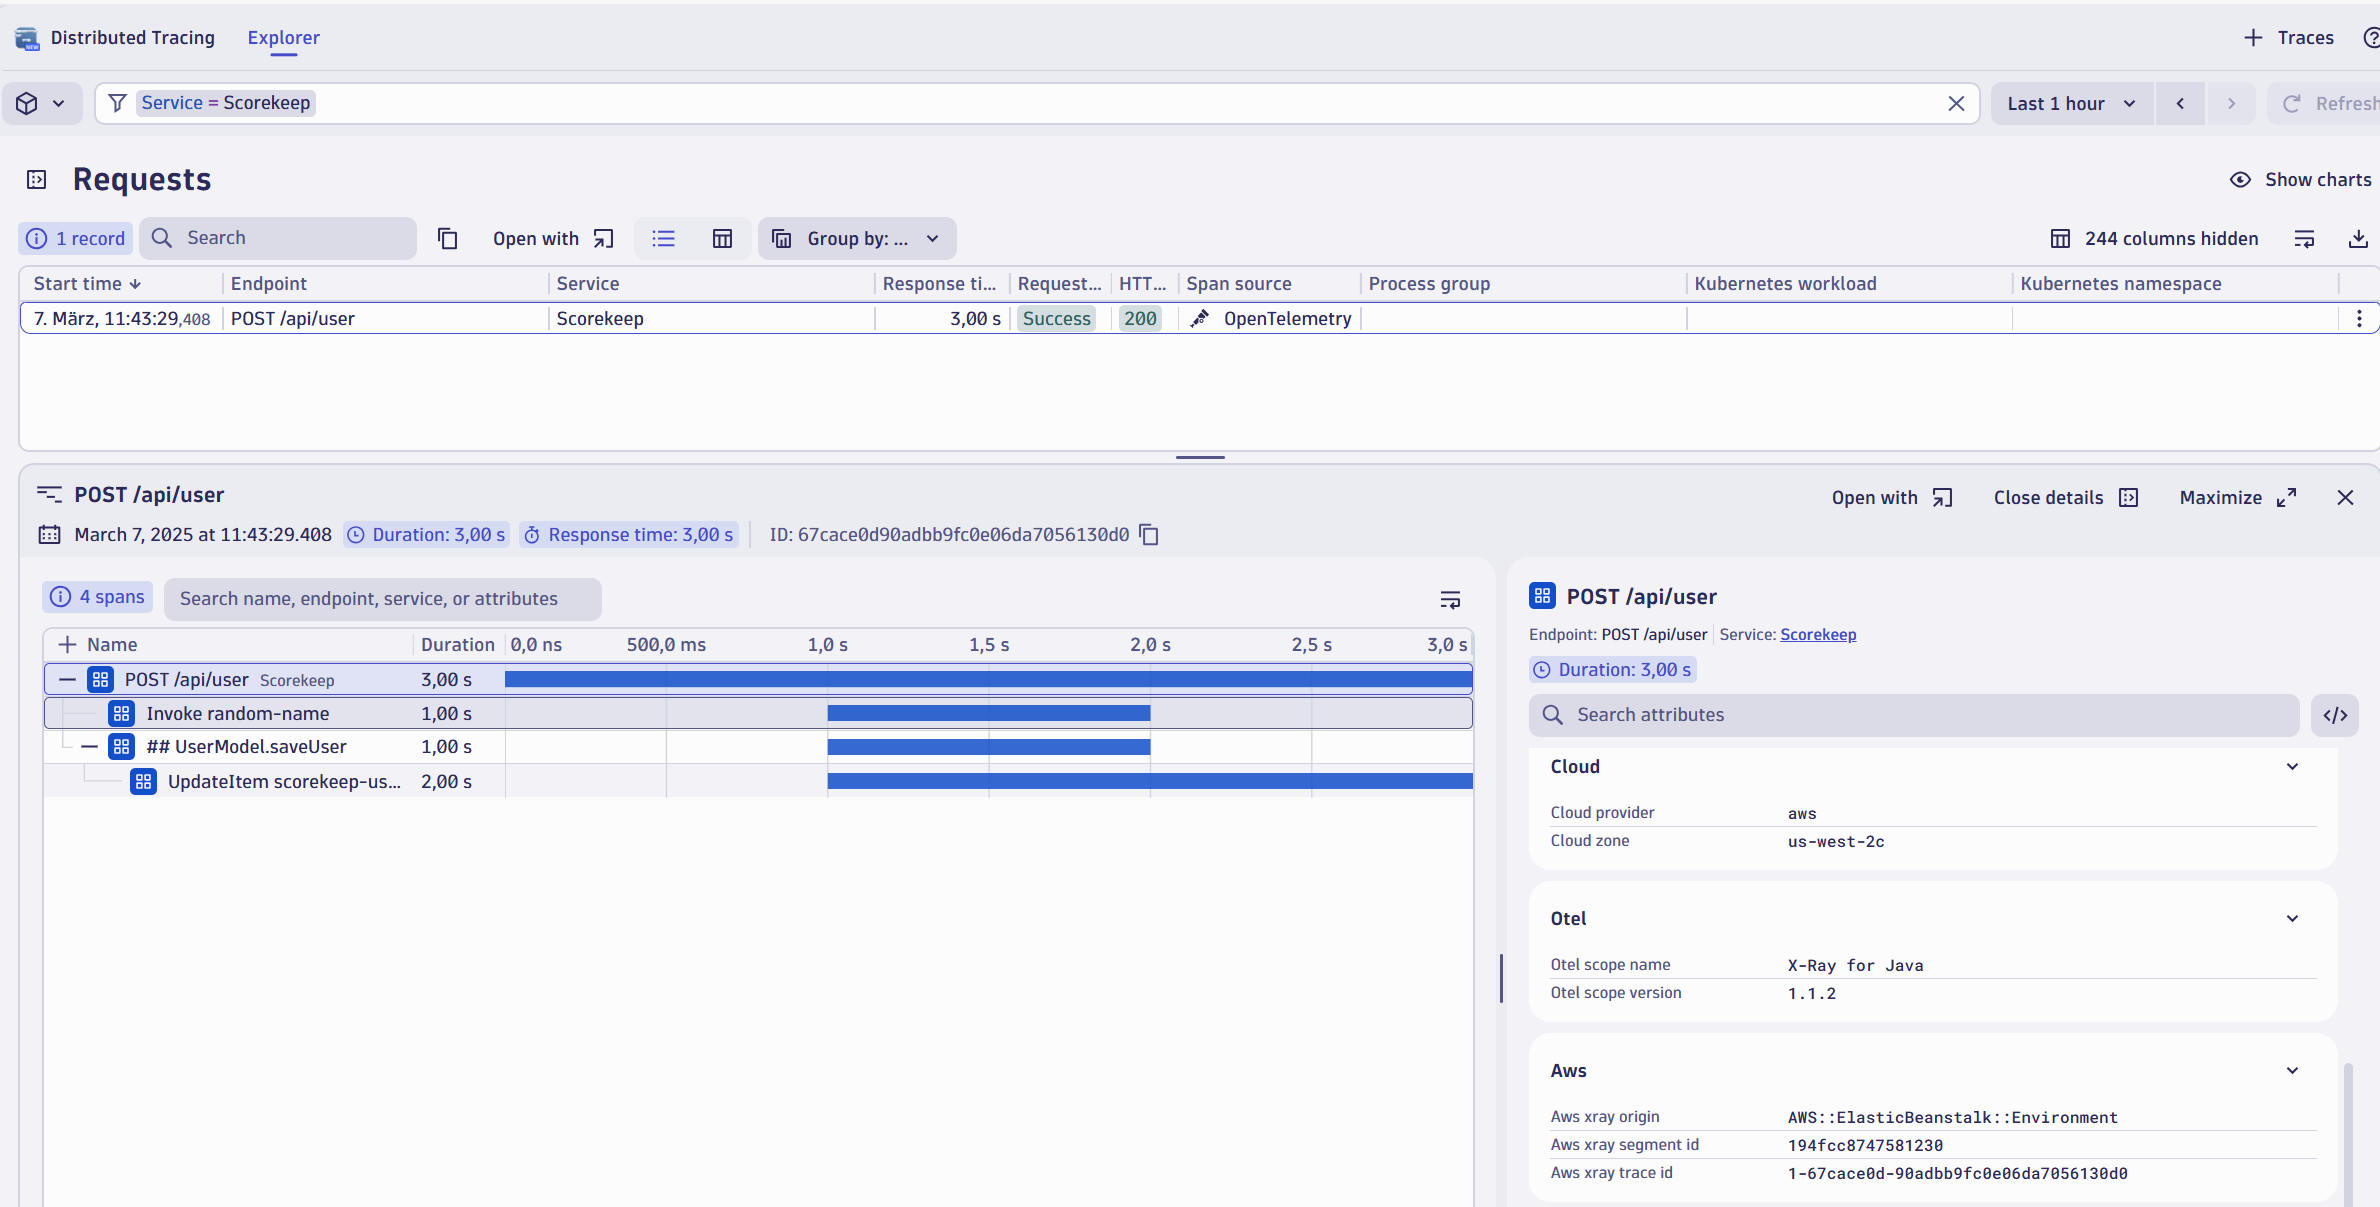 Distributed Tracing Explorer Traces
Service = Scorekeep Last 1 hour Refresh
Requests Show charts
1 record Search Open with Group by: ... 244 columns hidden
Start time Endpoint Service Response ti... Request... HTT... Span source Process group Kubernetes workload Kubernetes namespace
7. März, 11:43:29,408 POST /api/user Scorekeep 3,00 s Success 200 OpenTelemetry
POST /api/user Open with Close details Maximize
March 7, 2025 at 11:43:29.408 Duration: 3,00 s Response time: 3,00 s ID: 67cace0d90adbb9fc0e06da7056130d0
4 spans Search name, endpoint, service, or attributes
Name Duration 0,0 ns 500,0 ms 1,0 s 1,5 s 2,0 s 2,5 s 3,0 s
POST /api/user Scorekeep 3,00 s
Invoke random-name 1,00 s
## UserModel.saveUser 1,00 s
UpdateItem scorekeep-us... 2,00 s
POST /api/user
Endpoint: POST /api/user Service: Scorekeep
Duration: 3,00 s
Search attributes
Cloud
Cloud provider aws
Cloud zone us-west-2c
Otel
Otel scope name X-Ray for Java
Otel scope version 1.1.2
Aws
Aws xray origin AWS::ElasticBeanstalk::Environment
Aws xray segment id 194fcc8747581230
Aws xray trace id 1-67cace0d-90adbb9fc0e06da7056130d0